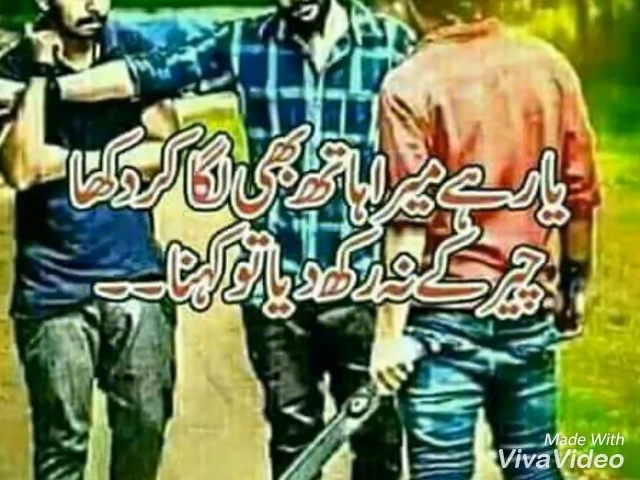 یار ہے میرا ہاتھ بھی لگا کر دکھا
چیر کے نہ رکھ دیا تو کہنا۔۔
Made With
VivaVideo